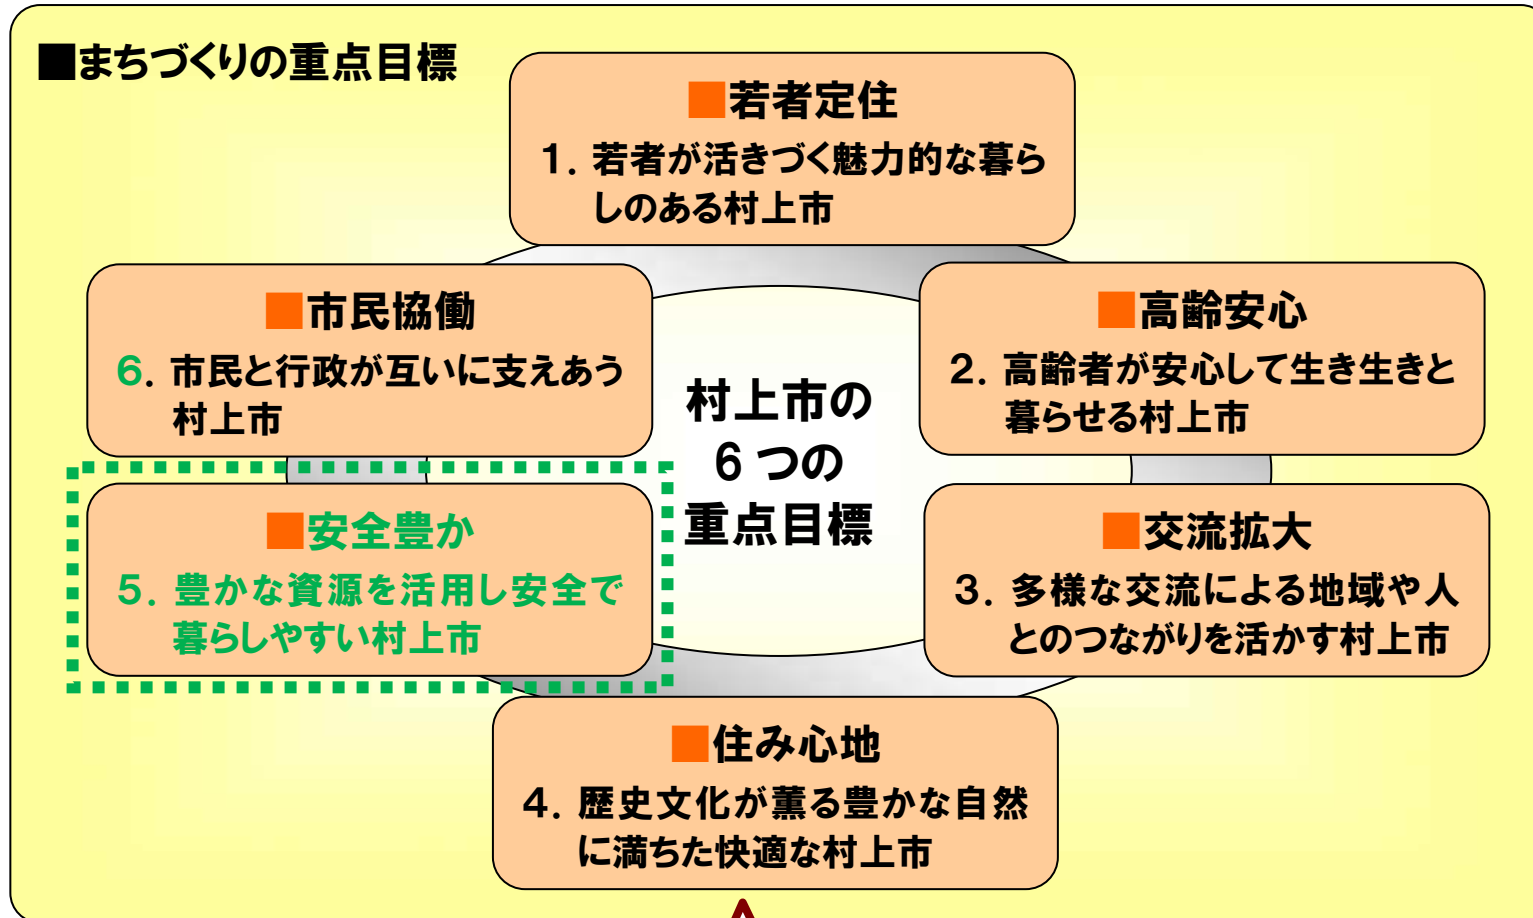 ■まちづくりの重点目標
■若者定住
1. 若者が活きづく魅力的な暮ら
しのある村上市
■高齢安心
2. 高齢者が安心して生き生きと
暮らせる村上市
■交流拡大
3. 多様な交流による地域や人
とのつながりを活かす村上市
■住み心地
4. 歴史文化が薫る豊かな自然
に満ちた快適な村上市
■安全豊か
5. 豊かな資源を活用し安全で
暮らしやすい村上市
■市民協働
6. 市民と行政が互いに支えあう
村上市
村上市の
6つの
重点目標